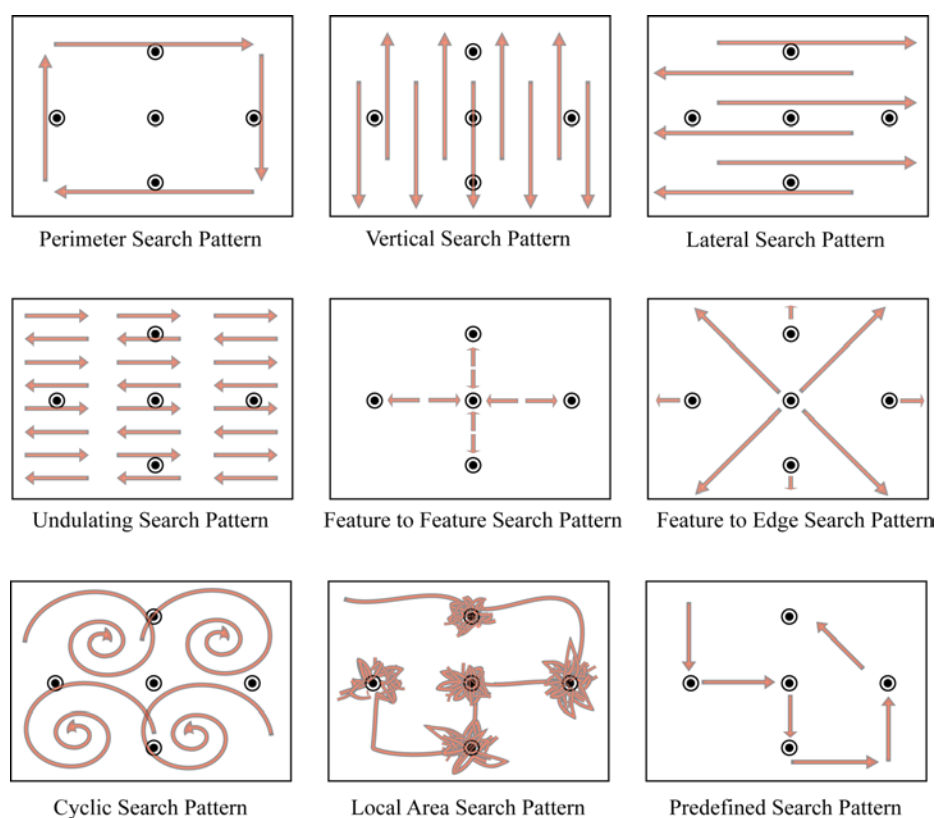 Perimeter Search Pattern
Vertical Search Pattern
Lateral Search Pattern
Undulating Search Pattern
Feature to Feature Search Pattern
Feature to Edge Search Pattern
Cyclic Search Pattern
Local Area Search Pattern
Predefined Search Pattern